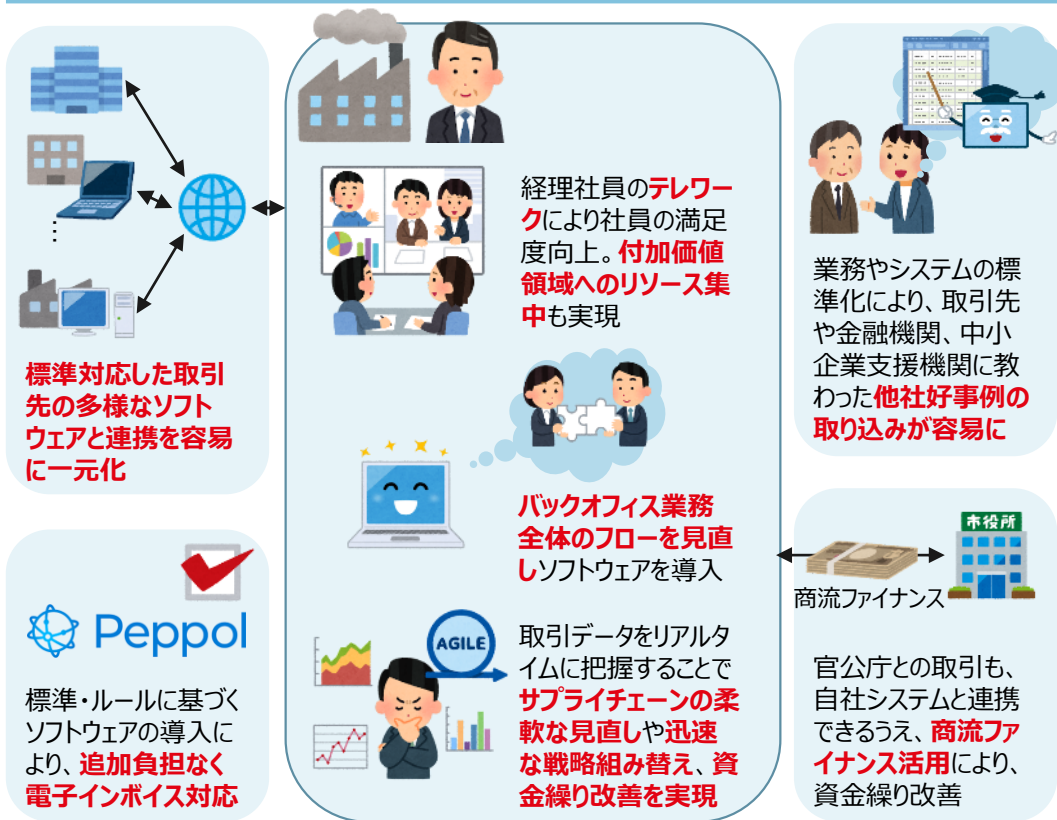 標準対応した取引
先の多様なソフト
ウェアと連携を容易
に一元化
Peppol
標準・ルールに基づく
ソフトウェアの導入に
より、追加負担なく
電子インボイス対応
経理社員のテレワー
クにより社員の満足
度向上。付加価値
領域へのリソース集
中も実現
バックオフィス業務
全体のフローを見直
しソフトウェアを導入
AGILE
取引データをリアルタ
イムに把握することで
サプライチェーンの柔
軟な見直しや迅速
な戦略組み替え、資
金繰り改善を実現
業務やシステムの標
準化により、取引先
や金融機関、中小
企業支援機関に教
わった他社好事例の
取り込みが容易に
市役所
商流ファイナンス
官公庁との取引も、
自社システムと連携
できるうえ、商流ファ
イナンス活用により、
資金繰り改善